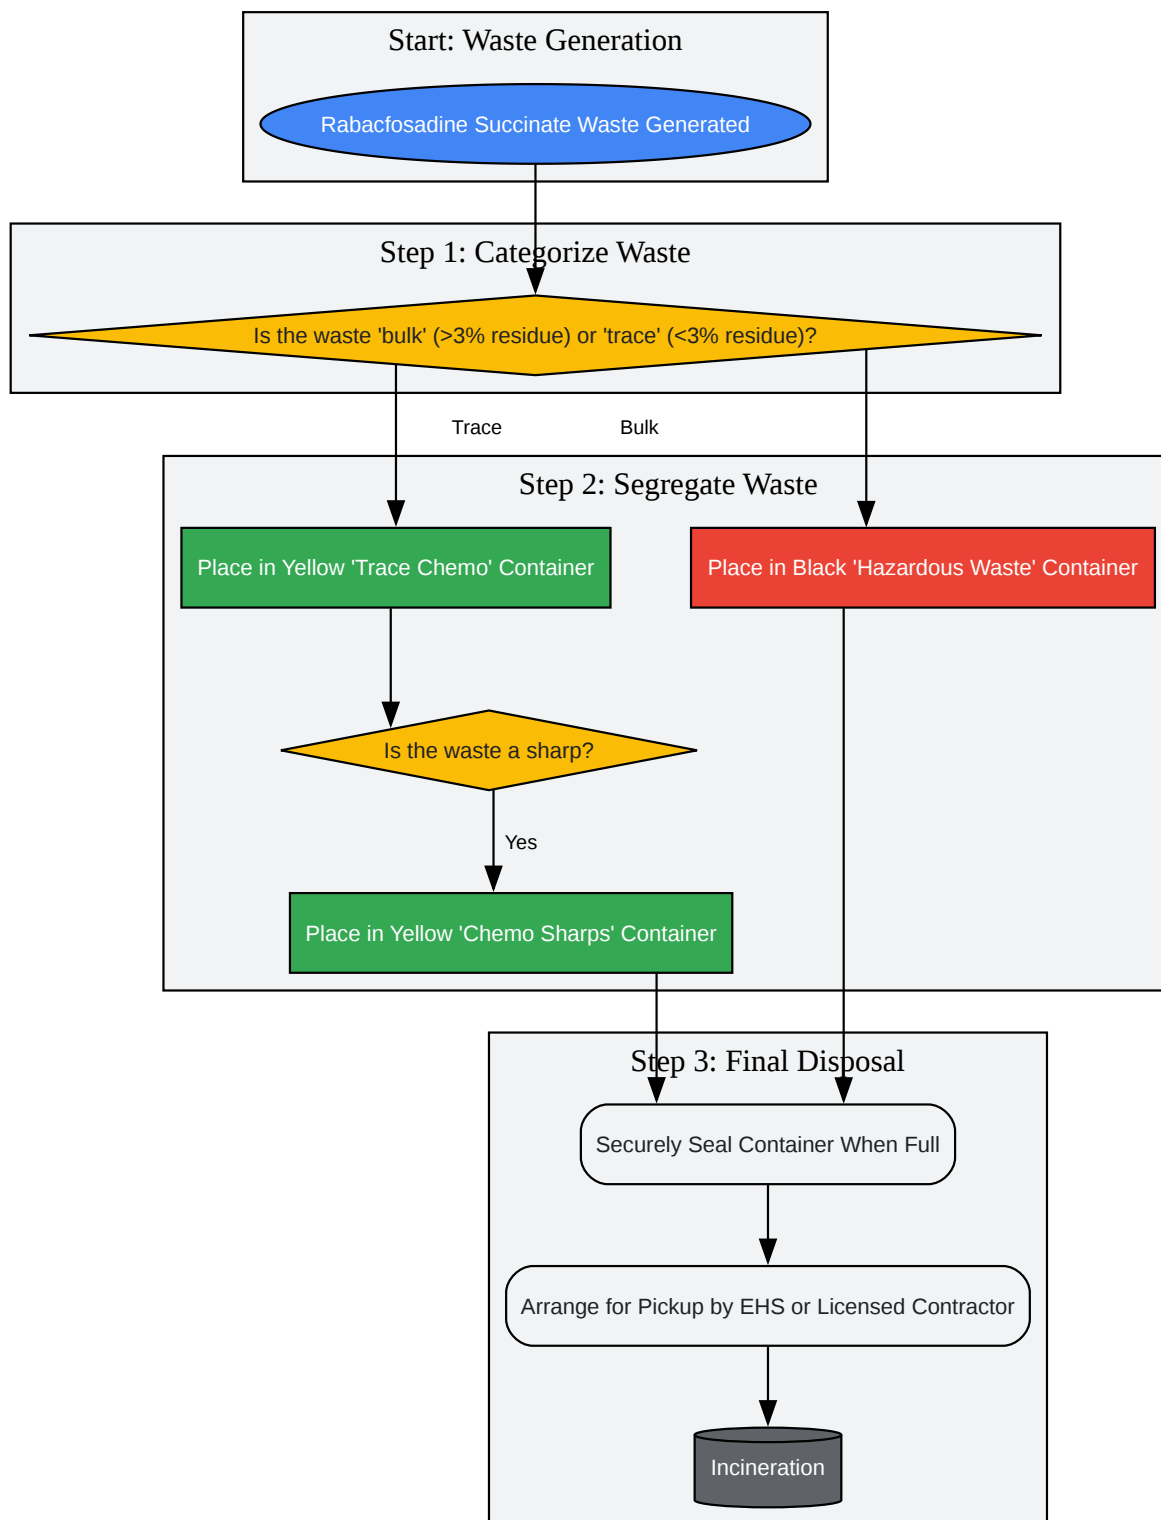 Start: Waste Generation
Rabacfosadine Succinate Waste Generated
Step 1: Categorize Waste
Is the waste 'bulk' (>3% residue) or 'trace' (<3% residue)?
Trace
Bulk
Step 2: Segregate Waste
Place in Yellow 'Trace Chemo' Container
Place in Black 'Hazardous Waste' Container
Is the waste a sharp?
Yes
Place in Yellow 'Chemo Sharps' Container
Step 3: Final Disposal
Securely Seal Container When Full
Arrange for Pickup by EHS or Licensed Contractor
Incineration